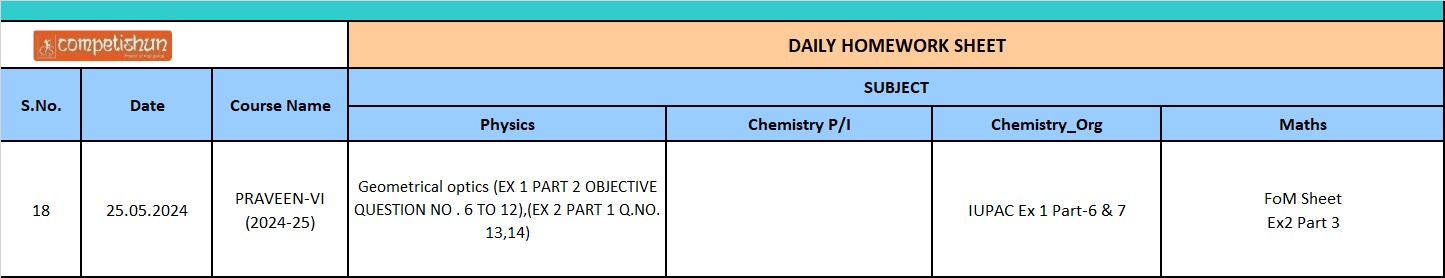 competishun
DAILY HOMEWORK SHEET
S.No.
Date
Course Name
SUBJECT
Physics
Chemistry P/I
Chemistry_Org
Maths
18
25.05.2024
PRAVEEN-VI
(2024-25)
Geometrical optics (EX 1 PART 2 OBJECTIVE
QUESTION NO . 6 TO 12),(EX 2 PART 1 Q.NO.
13,14)
IUPAC Ex 1 Part-6 & 7
FoM Sheet
Ex2 Part 3